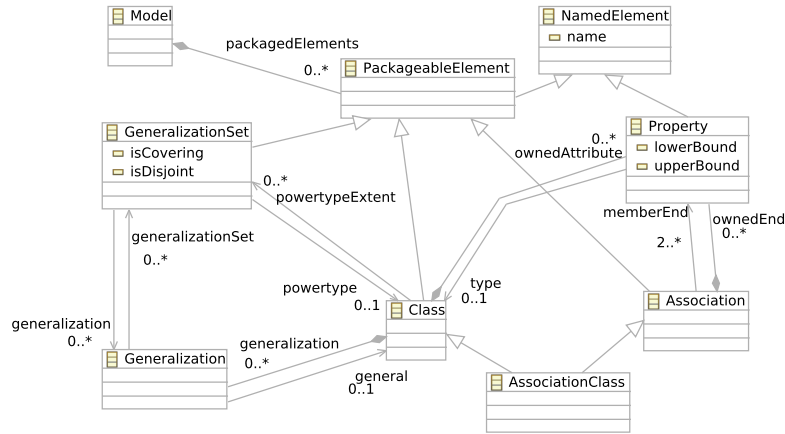 Model
NamedElement
name
packagedElements
0..*
PackageableElement
GeneralizationSet
isCovering
isDisjoint
Property
lowerBound
upperBound
0..*
ownedAttribute
0..*
powertypeExtent
memberEnd
2..*
ownedEnd
0..*
generalizationSet
0..*
powertype
0..1
type
0..1
Class
Association
generalization
0..*
generalization
0..*
Generalization
general
0..1
AssociationClass